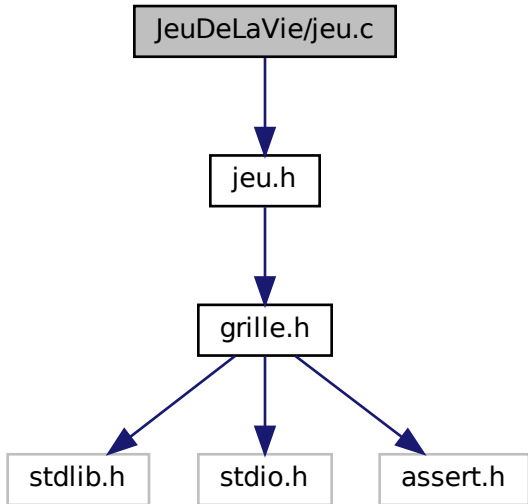 JeuDeLaVie/jeu.c
jeu.h
grille.h
stdlib.h
stdio.h
assert.h